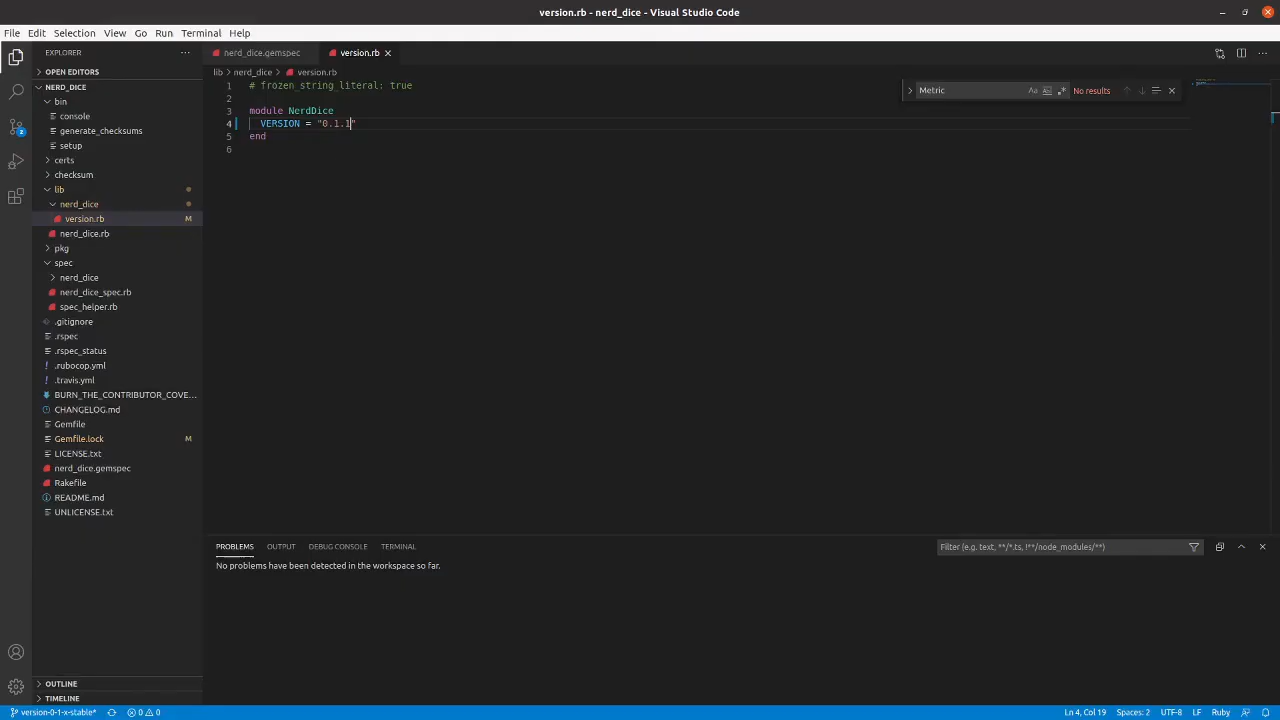 version.rb - nerd_dice - Visual Studio Code
File Edit Selection View Go Run Terminal Help
EXPLORER
OPEN EDITORS
NERD_DICE
bin
console
generate_checksums
setup
certs
checksum
lib
nerd_dice
version.rb M
nerd_dice.rb
pkg
spec
nerd_dice
nerd_dice_spec.rb
spec_helper.rb
.gitignore
.rspec
.rspec_status
.rubocop.yml
.travis.yml
BURN_THE_CONTRIBUTOR_COVE...
CHANGELOG.md
Gemfile
Gemfile.lock M
LICENSE.txt
nerd_dice.gemspec
Rakefile
README.md
UNLICENSE.txt
OUTLINE
TIMELINE
nerd_dice.gemspec version.rb
lib > nerd_dice > version.rb
1 # frozen_string_literal: true
2
3 module NerdDice
4 VERSION = "0.1.1"
5 end
6
Metric Aa Ab No results
PROBLEMS OUTPUT DEBUG CONSOLE TERMINAL
Filter (e.g. text, **/*.ts, !**/node_modules/**)
No problems have been detected in the workspace so far.
2
version-0-1-x-stable* 0 0 Ln 4, Col 19 Spaces: 2 UTF-8 LF Ruby